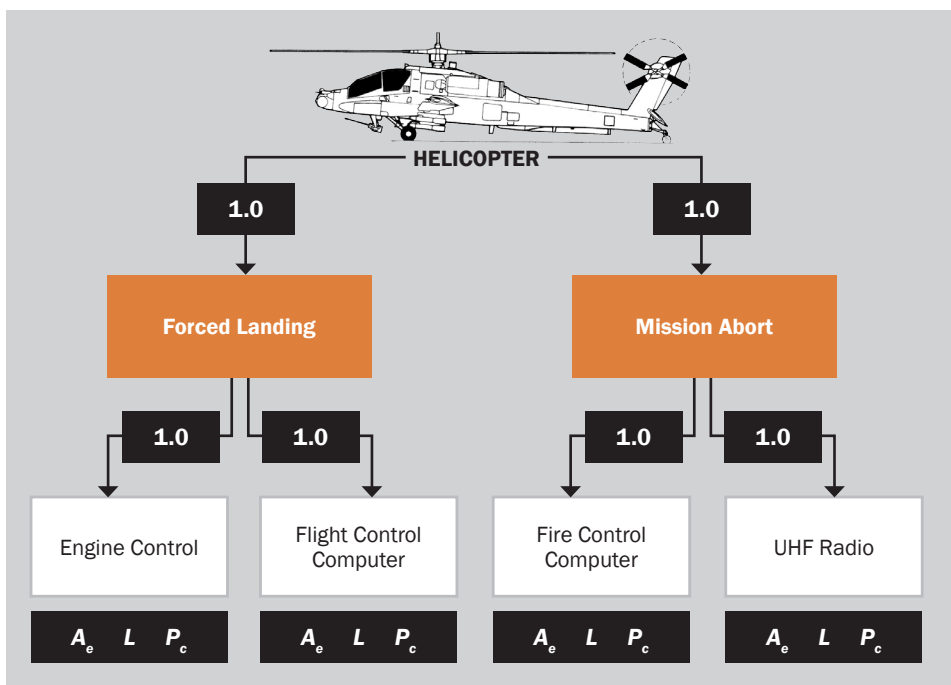 HELICOPTER
1.0
1.0
Forced Landing
Mission Abort
1.0
1.0
1.0
1.0
Engine Control
Flight Control
Computer
Fire Control
Computer
UHF Radio
Ae L Pc
Ae L Pc
Ae L Pc
Ae L Pc